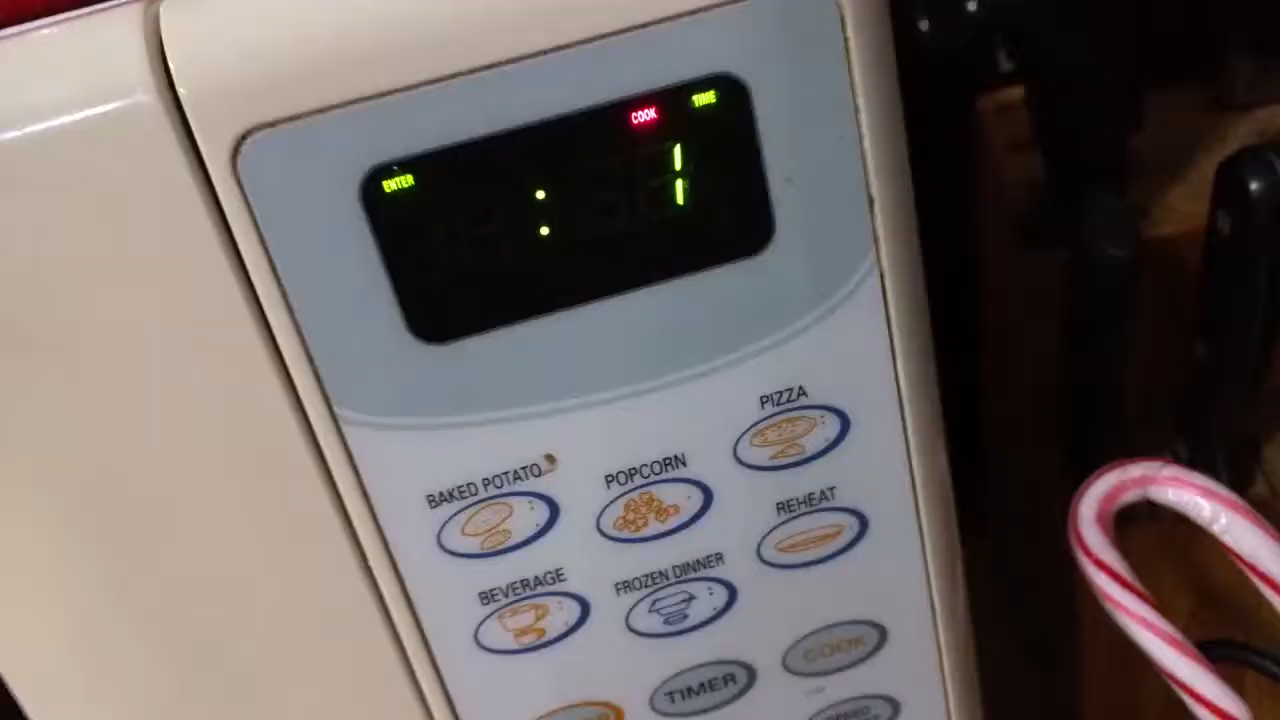 COOK TIME
ENTER
: 1
PIZZA
BAKED POTATO
POPCORN
REHEAT
BEVERAGE
FROZEN DINNER
COOK
TIMER